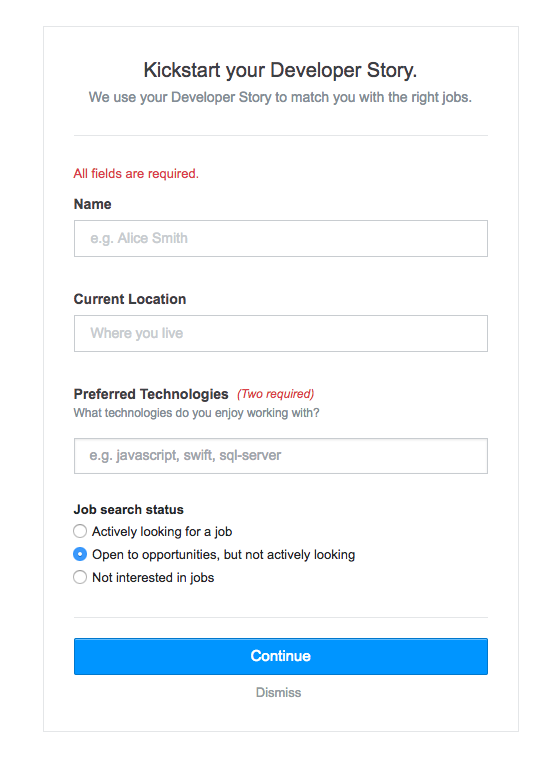 Kickstart your Developer Story.
We use your Developer Story to match you with the right jobs.
All fields are required.
Name
e.g. Alice Smith
Current Location
Where you live
Preferred Technologies (Two required)
What technologies do you enjoy working with?
e.g. javascript, swift, sql-server
Job search status
Actively looking for a job
Open to opportunities, but not actively looking
Not interested in jobs
Continue
Dismiss